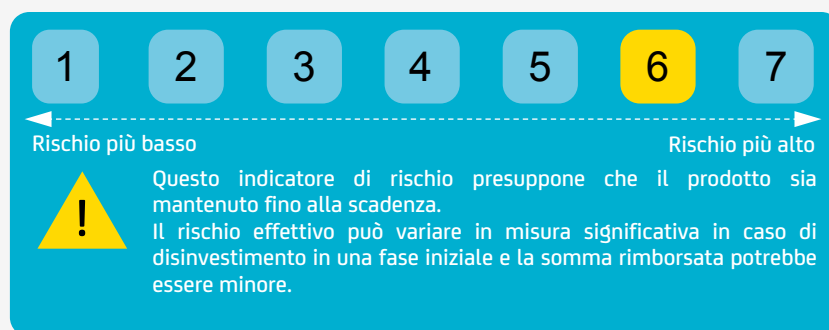 1 2 3 4 5 6 7
Rischio più basso Rischio più alto
!
Questo indicatore di rischio presuppone che il prodotto sia
mantenuto fino alla scadenza.
Il rischio effettivo può variare in misura significativa in caso di
disinvestimento in una fase iniziale e la somma rimborsata potrebbe
essere minore.